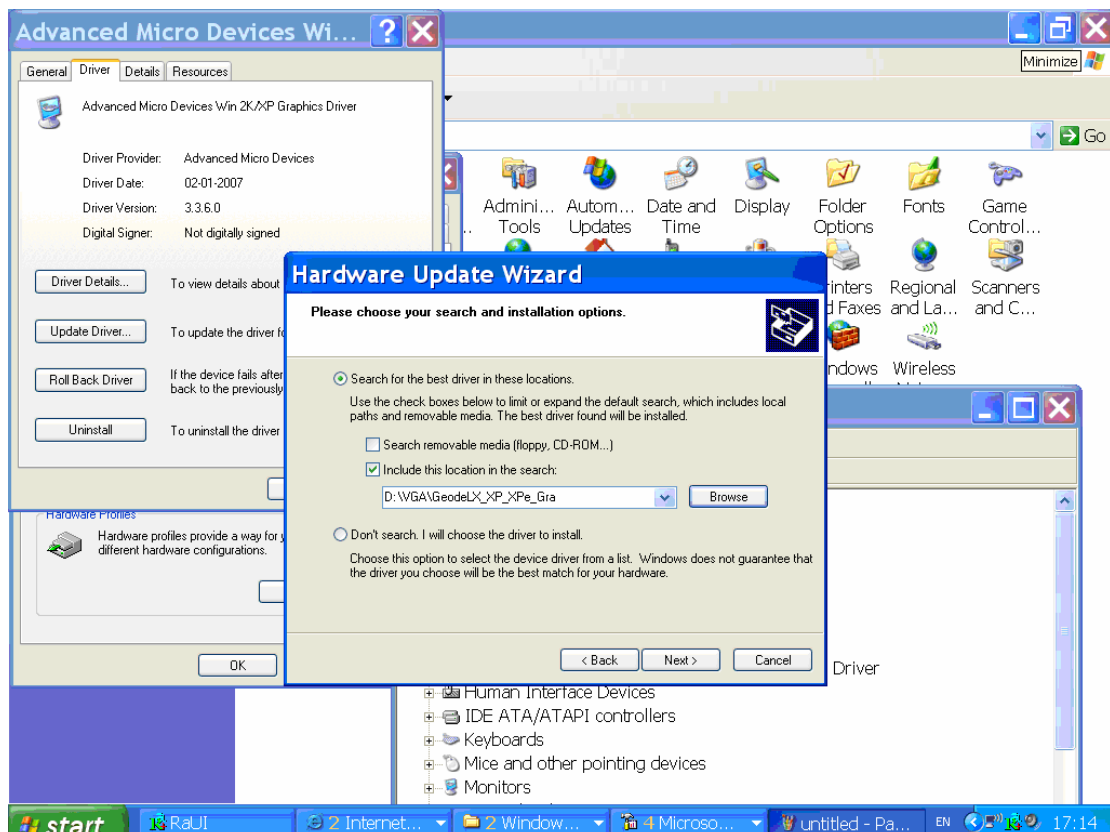 Advanced Micro Devices Wi...
Minimize
General Driver Details Resources
Advanced Micro Devices Win 2K/XP Graphics Driver
Driver Provider: Advanced Micro Devices
Driver Date: 02-01-2007
Driver Version: 3.3.6.0
Digital Signer: Not digitally signed
Driver Details... To view details about
Update Driver... To update the driver fo
Roll Back Driver If the device fails after
back to the previously
Uninstall To uninstall the driver
Go
Admini... Tools
Autom... Updates
Date and Time
Display
Folder Options
Fonts
Game Control...
Regional and La...
Scanners and C...
Wireless
Hardware Update Wizard
Please choose your search and installation options.
Search for the best driver in these locations.
Use the check boxes below to limit or expand the default search, which includes local
paths and removable media. The best driver found will be installed.
Search removable media (floppy, CD-ROM...)
Include this location in the search:
D:\VGA\GeodeLX_XP_XPe_Gra
Browse
Don't search. I will choose the driver to install.
Choose this option to select the device driver from a list. Windows does not guarantee that
the driver you choose will be the best match for your hardware.
< Back Next > Cancel
Hardware Profiles
Hardware profiles provide a way for y
different hardware configurations.
OK
Driver
Human Interface Devices
IDE ATA/ATAPI controllers
Keyboards
Mice and other pointing devices
Monitors
start RaUI 2 Internet... 2 Window... 4 Microso... untitled - Pa... EN 17:14